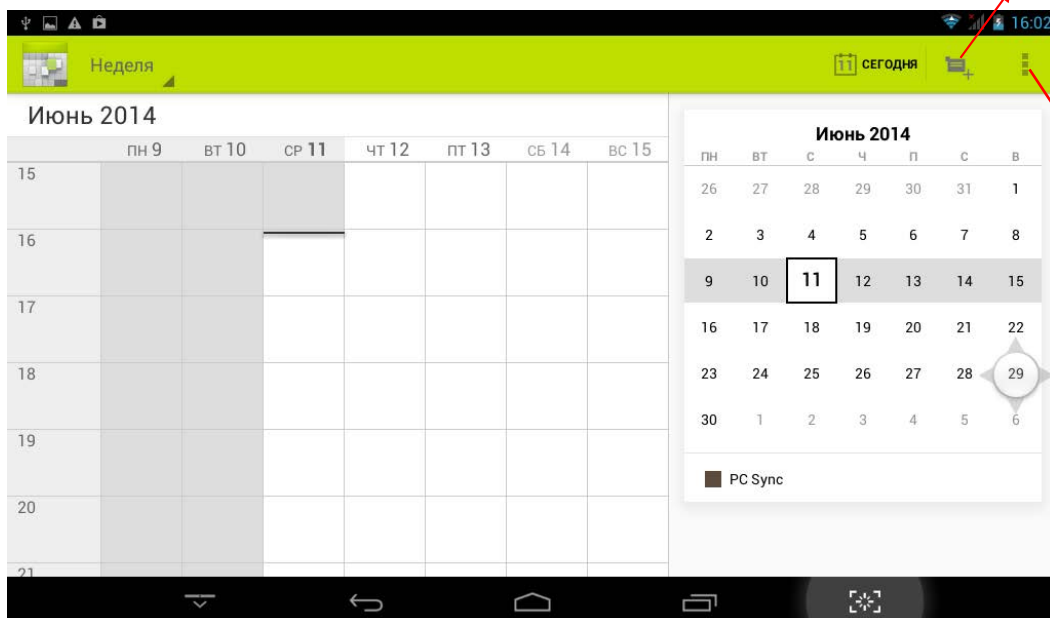 16:02
Неделя
11 СЕГОДНЯ
Июнь 2014
ПН 9 ВТ 10 СР 11 ЧТ 12 ПТ 13 СБ 14 ВС 15
15
16
17
18
19
20
21
Июнь 2014
ПН ВТ С Ч П С В
26 27 28 29 30 31 1
2 3 4 5 6 7 8
9 10 11 12 13 14 15
16 17 18 19 20 21 22
23 24 25 26 27 28 29
30 1 2 3 4 5 6
PC Sync